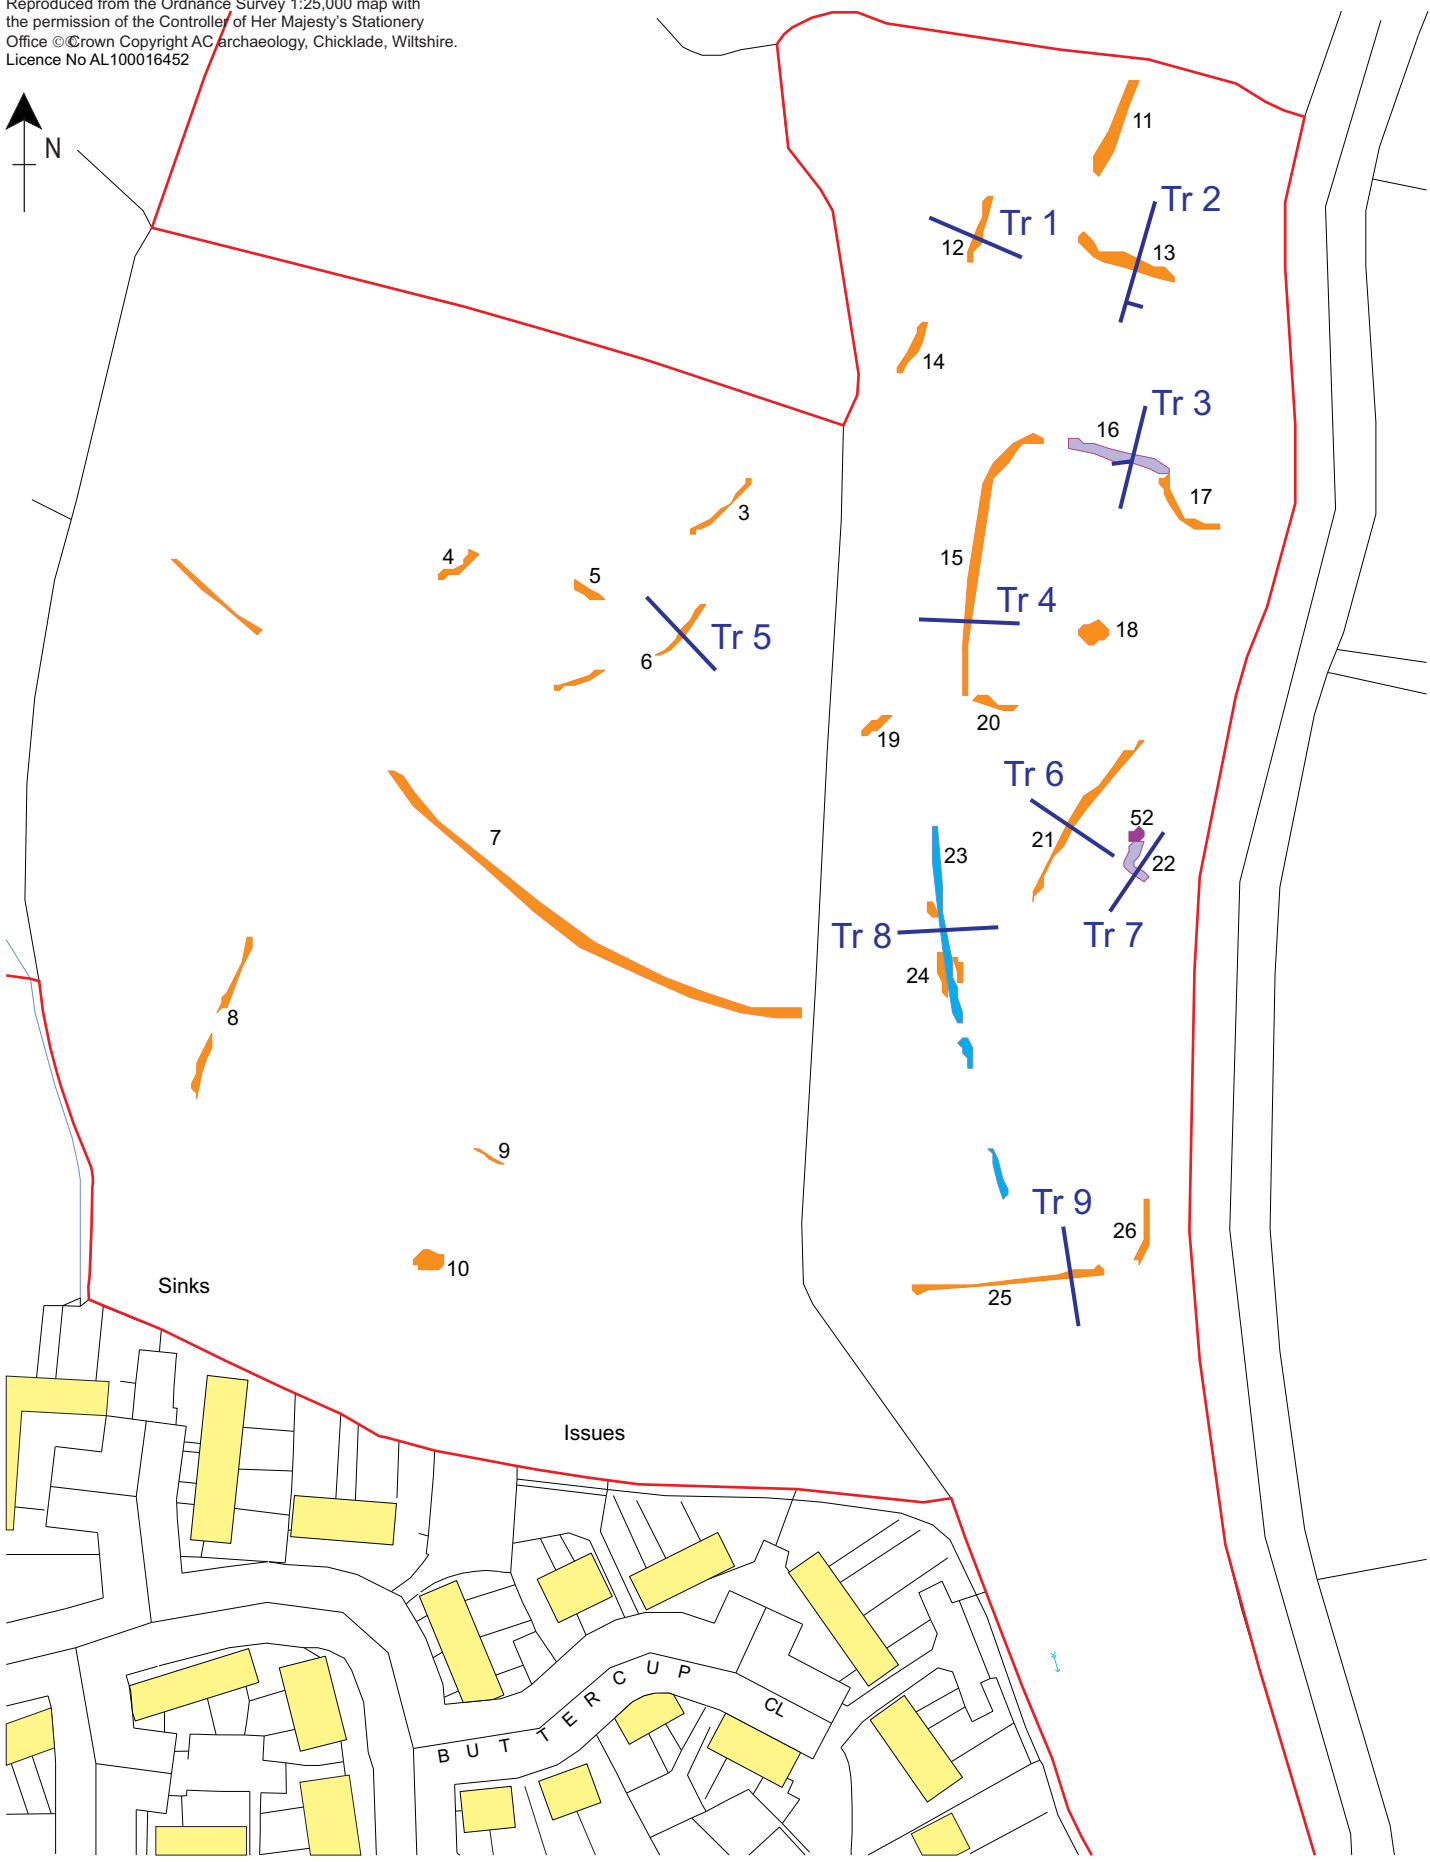 Reproduced from the Ordnance Survey 1:25,000 map with
the permission of the Controller of Her Majesty's Stationery
Office ©©Crown Copyright AC archaeology, Chicklade, Wiltshire.
Licence No AL100016452
N
11
Tr 2
Tr 1
12
13
14
Tr 3
16
17
3
15
4
5
Tr 4
18
Tr 5
6
20
19
Tr 6
52
7
21
23
22
Tr 8
Tr 7
24
8
9
Tr 9
26
10
Sinks
25
Issues
BUTTERCUP CL